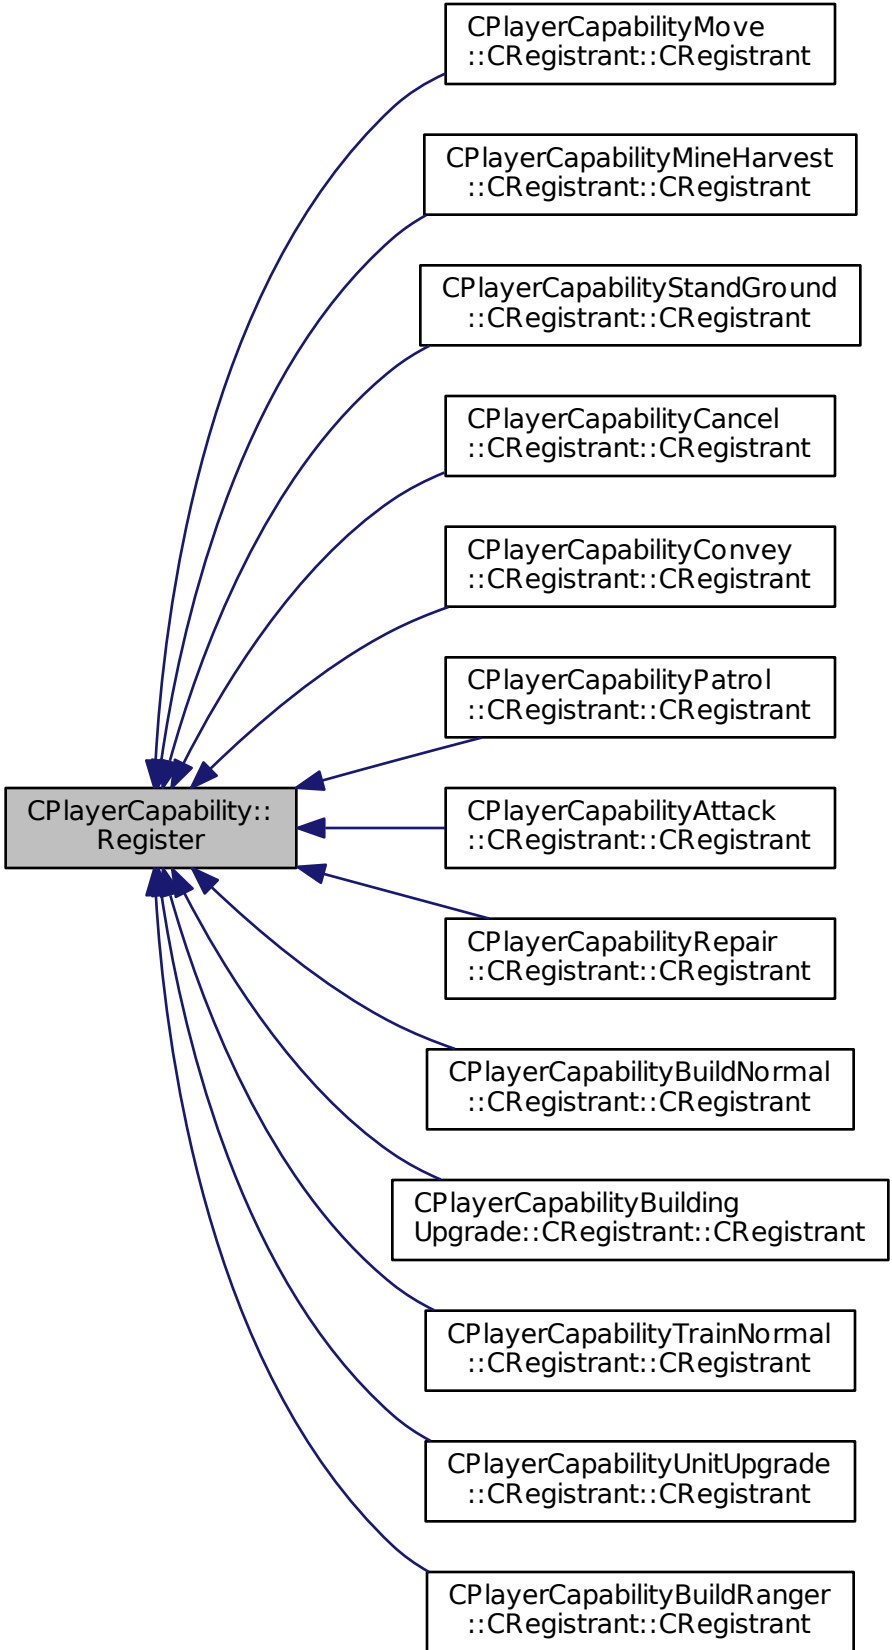 CPlayerCapabilityMove
::CRegistrant::CRegistrant
CPlayerCapabilityMineHarvest
::CRegistrant::CRegistrant
CPlayerCapabilityStandGround
::CRegistrant::CRegistrant
CPlayerCapabilityCancel
::CRegistrant::CRegistrant
CPlayerCapabilityConvey
::CRegistrant::CRegistrant
CPlayerCapabilityPatrol
::CRegistrant::CRegistrant
CPlayerCapability::
Register
CPlayerCapabilityAttack
::CRegistrant::CRegistrant
CPlayerCapabilityRepair
::CRegistrant::CRegistrant
CPlayerCapabilityBuildNormal
::CRegistrant::CRegistrant
CPlayerCapabilityBuilding
Upgrade::CRegistrant::CRegistrant
CPlayerCapabilityTrainNormal
::CRegistrant::CRegistrant
CPlayerCapabilityUnitUpgrade
::CRegistrant::CRegistrant
CPlayerCapabilityBuildRanger
::CRegistrant::CRegistrant